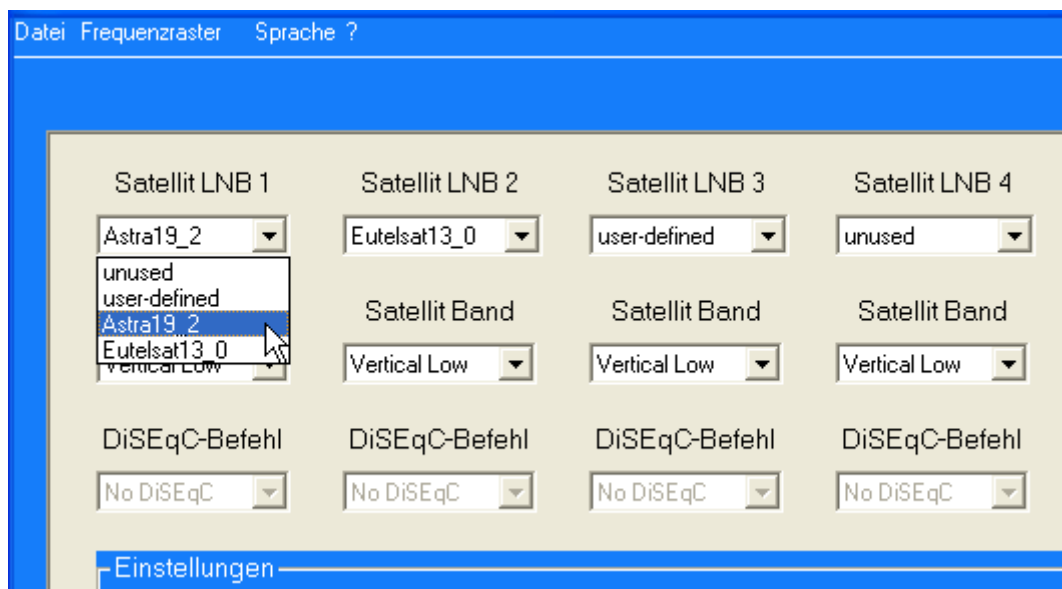 Datei Frequenzraster Sprache ?
Satellit LNB 1 Satellit LNB 2 Satellit LNB 3 Satellit LNB 4
Astra19_2 Eutelsat13_0 user-defined unused
unused
user-defined
Astra19_2
Eutelsat13_0
Satellit Band Satellit Band Satellit Band
Vertical Low Vertical Low Vertical Low Vertical Low
DiSEqC-Befehl DiSEqC-Befehl DiSEqC-Befehl DiSEqC-Befehl
No DiSEqC No DiSEqC No DiSEqC No DiSEqC
Einstellungen